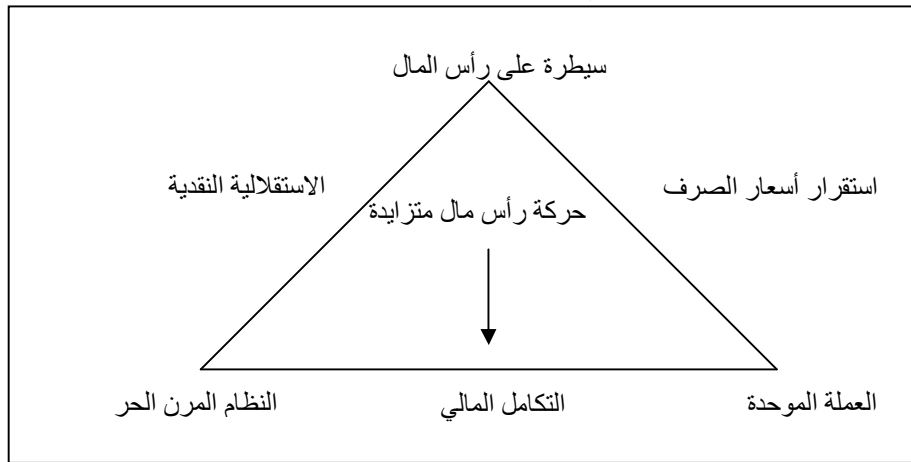 سيطرة على رأس المال
استقرار أسعار الصرف
الاستقلالية النقدية
حركة رأس مال متزايدة
العملة الموحدة
التكامل المالي
النظام المرن الحر